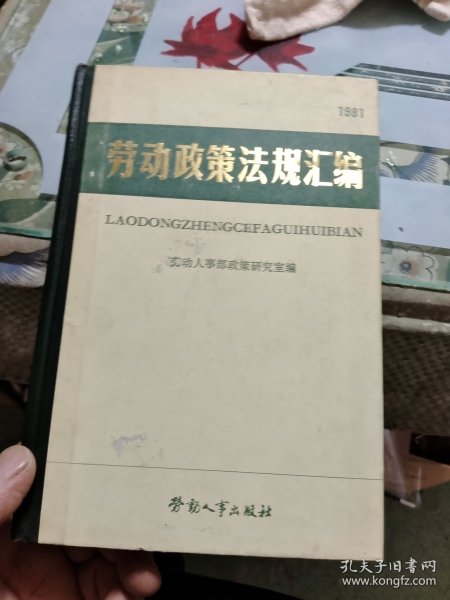 1981
劳动政策法规汇编
LAODONGZHENGCEFAGUIHUIBIAN
劳动人事部政策研究室编
劳动人事出版社
孔夫子旧书网
www.kongfz.com